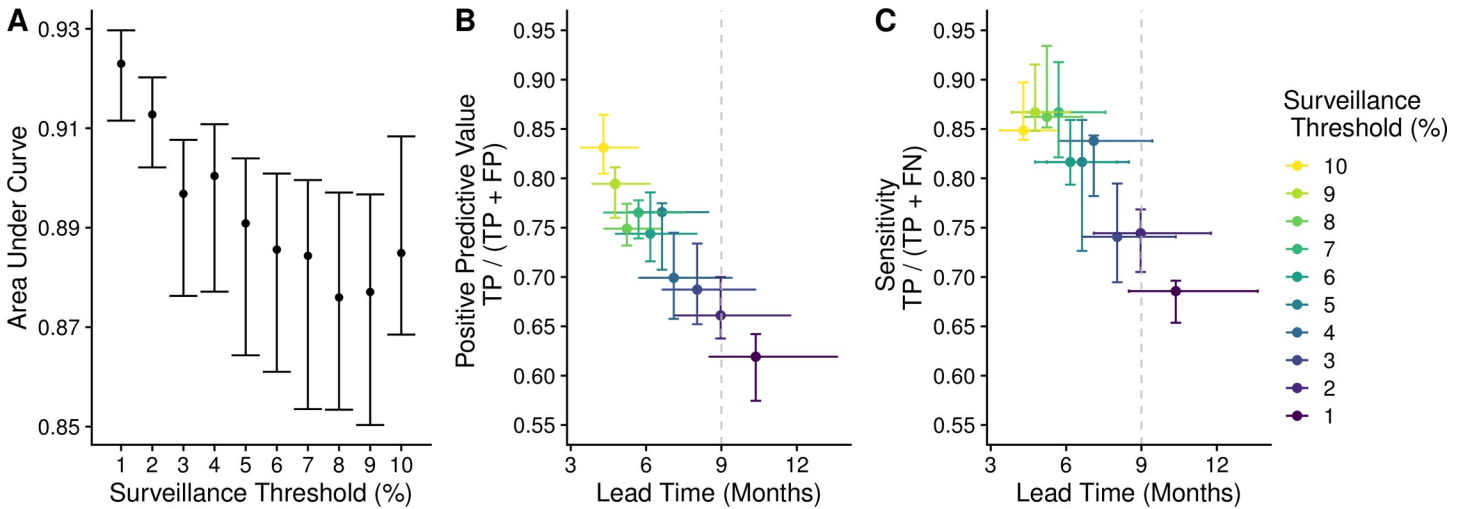 A
0.93
0.91
0.89
0.87
0.85
Area Undier Curve
1 2 3 4 5 6 7 8 9 10
Surveillance Threshold (%)
B
0.95
0.90
0.85
0.80
0.75
0.70
0.65
0.60
0.55
Positive Predictive Value
TP / (TP + FP)
3 6 9 12
Lead Time (Months)
C
0.95
0.90
0.85
0.80
0.75
0.70
0.65
0.60
0.55
Sensitivity
TP / (TP + FN)
3 6 9 12
Lead Time (Months)
Surveillance
Threshold (%)
10
9
8
7
6
5
4
3
2
1